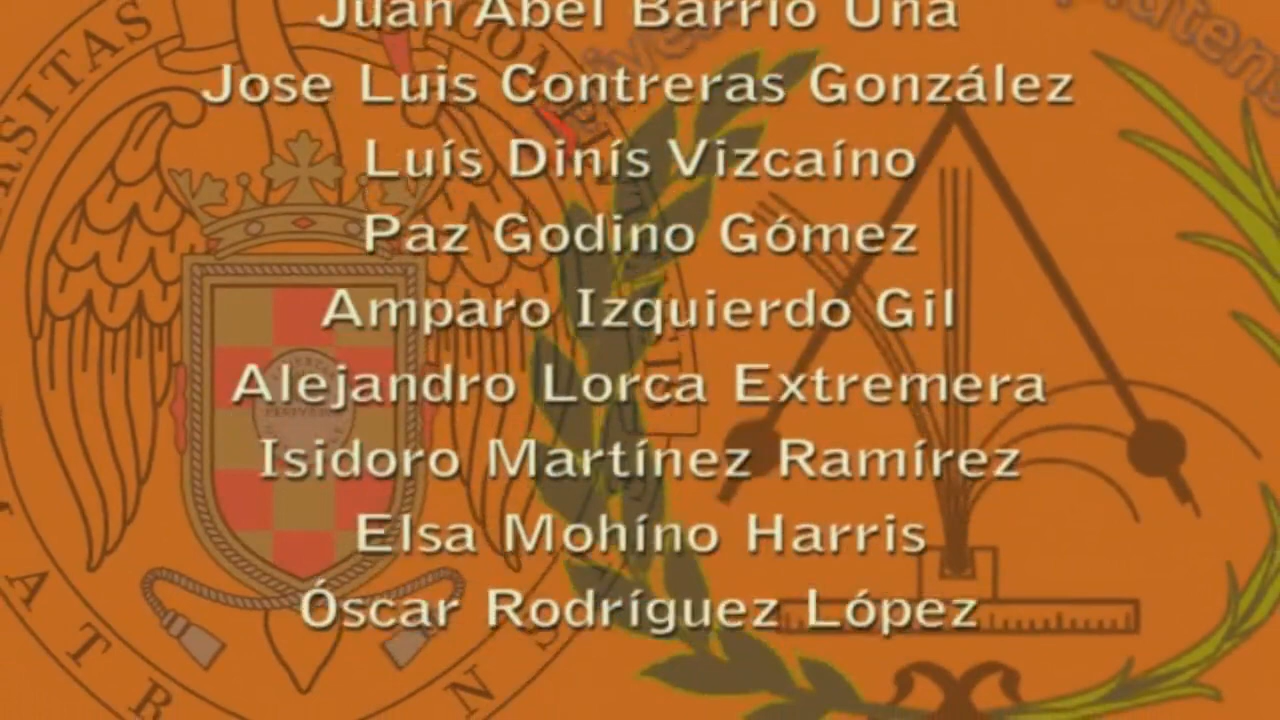 Juan Abel Barrio Uña
Jose Luis Contreras González
Luís Dinís Vizcaíno
Paz Godino Gómez
Amparo Izquierdo Gil
Alejandro Lorca Extremera
Isidoro Martínez Ramírez
Elsa Mohíno Harris
Óscar Rodríguez López